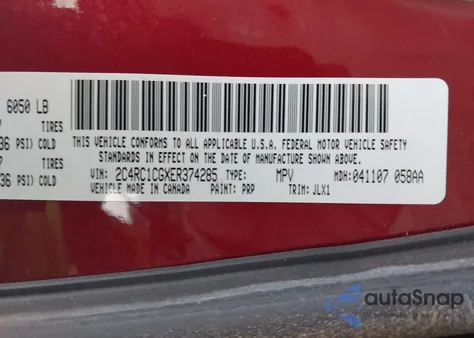 6050 LB
TIRES
36 PSI) COLD
TIRES
36 PSI) COLD
THIS VEHICLE CONFORMS TO ALL APPLICABLE U.S.A. FEDERAL MOTOR VEHICLE SAFETY
STANDARDS IN EFFECT ON THE DATE OF MANUFACTURE SHOWN ABOVE.
VIN: 2C4RC1CGXER374285 TYPE: MPV MDH: 041107 058AA
VEHICLE MADE IN CANADA PAINT: PRP TRIM: JLX1
autoSnap